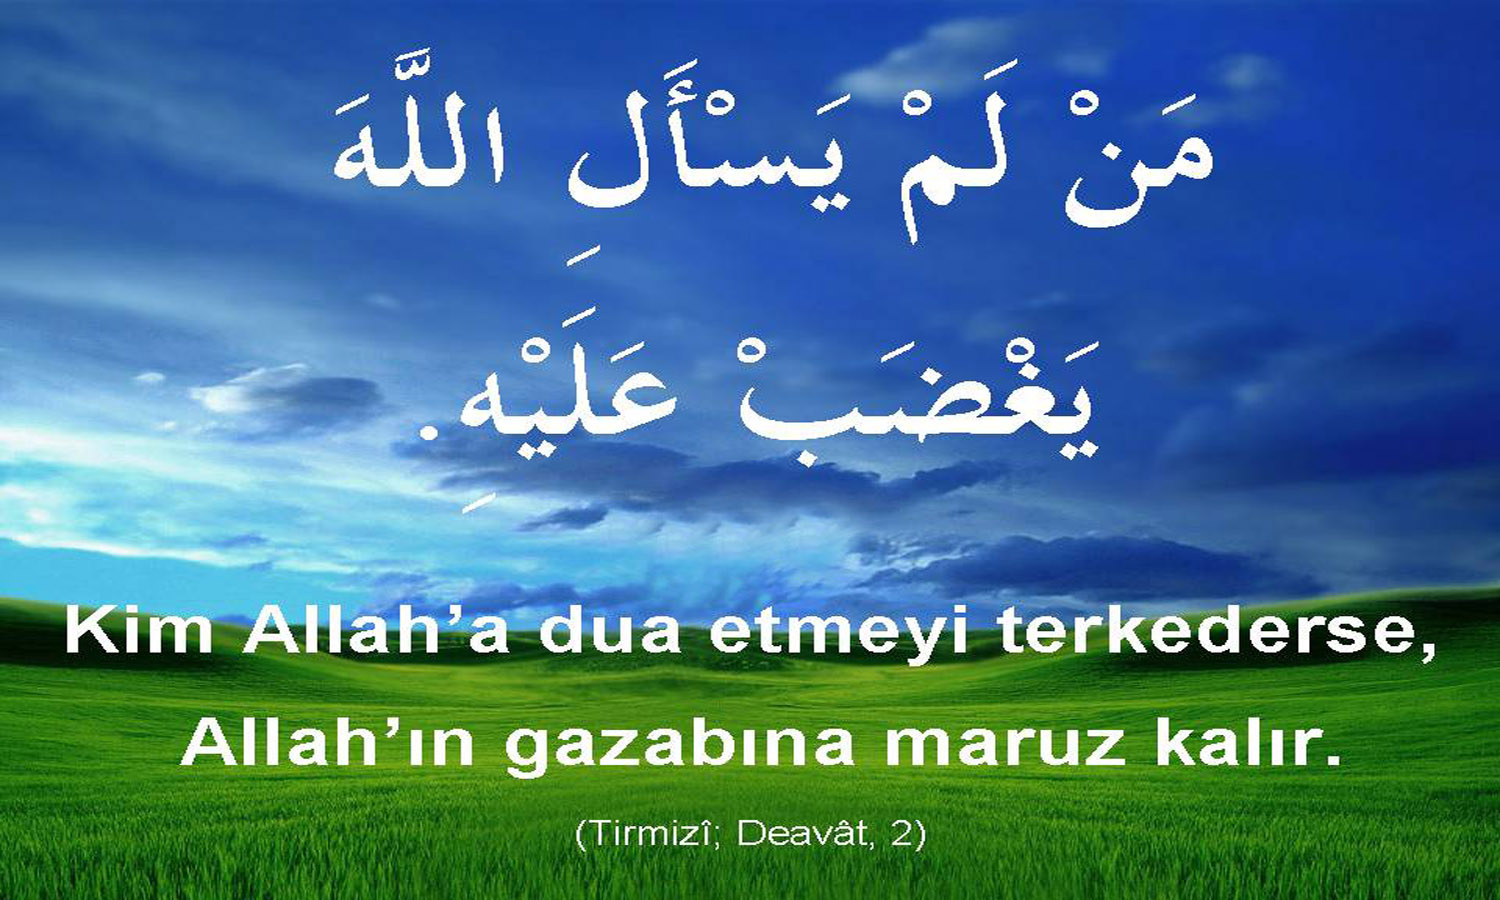 مَنْ لَمْ يَسْأَلِ اللَّهَ
يَغْضَبْ عَلَيْهِ.
Kim Allah’a dua etmeyi terkederse,
Allah’ın gazabına maruz kalır.
(Tirmizî; Deavât, 2)